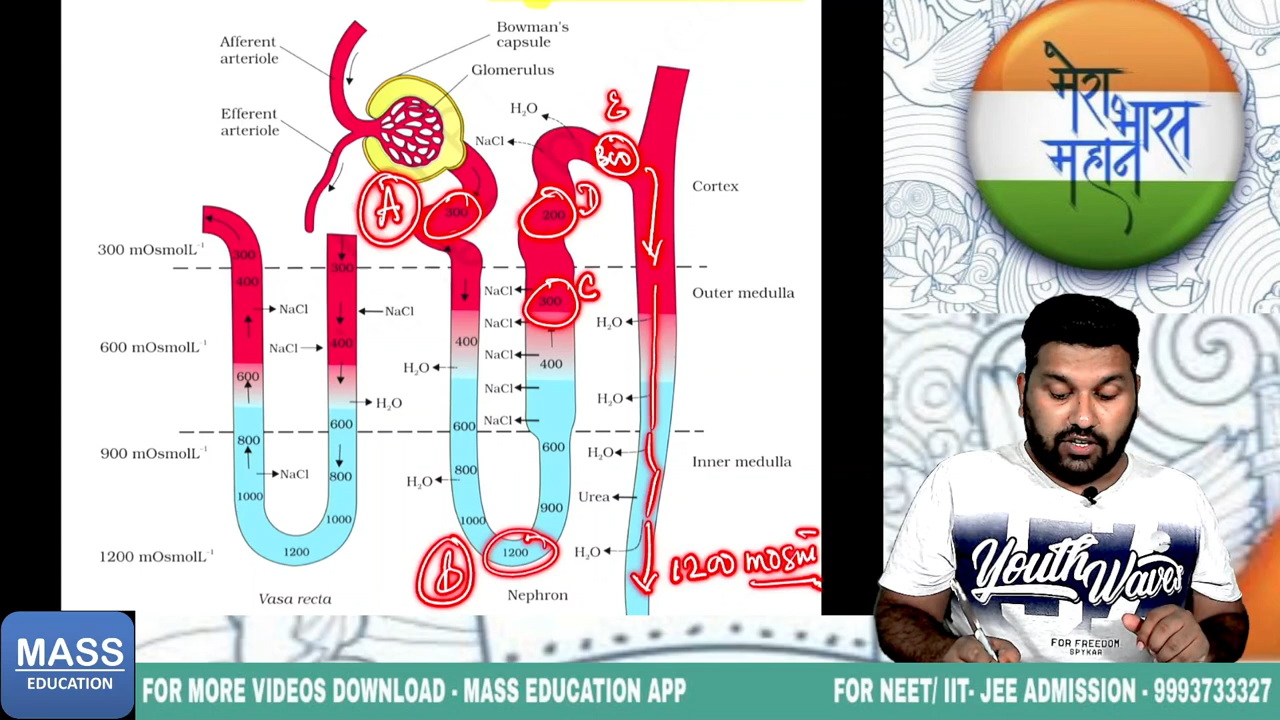 Bowman's
capsule
Afferent
arteriole
Glomerulus
Efferent
arteriole
H₂O
NaCl
E
300
A
300
200
D
Cortex
300 mOsmolL⁻¹
300
400
300
NaCl
NaCl
NaCl
300
C
Outer medulla
NaCl
H₂O
600 mOsmolL⁻¹
NaCl
400
400
NaCl
400
H₂O
600
NaCl
H₂O
H₂O
600
600
NaCl
900 mOsmolL⁻¹
800
600
H₂O
Inner medulla
NaCl
800
H₂O
800
1000
1000
1000
900
Urea
1200 mOsmolL⁻¹
1200
B
1200
H₂O
1200 mosm
Vasa recta
Nephron
मेरा
भारत
महान
Youth
Waves
FOR FREEDOM
SPYKAR
MASS
EDUCATION
FOR MORE VIDEOS DOWNLOAD - MASS EDUCATION APP
FOR NEET/ IIT- JEE ADMISSION - 9993733327